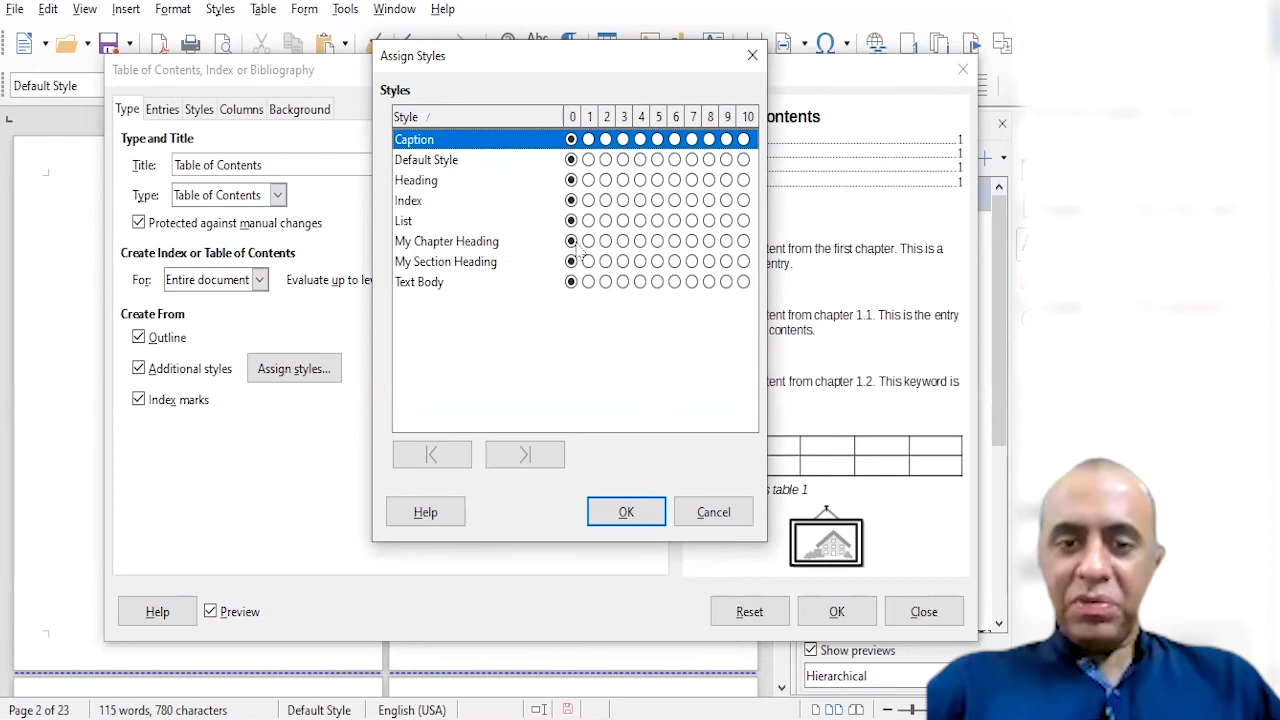 File Edit View Insert Format Styles Table Form Tools Window Help
Default Style
Table of Contents, Index or Bibliography
Type Entries Styles Columns Background
Type and Title
Title: Table of Contents
Type: Table of Contents
Protected against manual changes
Create Index or Table of Contents
For: Entire document Evaluate up to le
Create From
Outline
Additional styles Assign styles...
Index marks
Help Preview Reset OK Close
Assign Styles
Styles
Style / 0 1 2 3 4 5 6 7 8 9 10
Caption
Default Style
Heading
Index
List
My Chapter Heading
My Section Heading
Text Body
Help OK Cancel
ontents
1
1
1
1
tent from the first chapter. This is a
entry.
tent from chapter 1.1. This is the entry
contents.
tent from chapter 1.2. This keyword is
s table 1
Show previews
Hierarchical
Page 2 of 23 115 words, 780 characters Default Style English (USA)